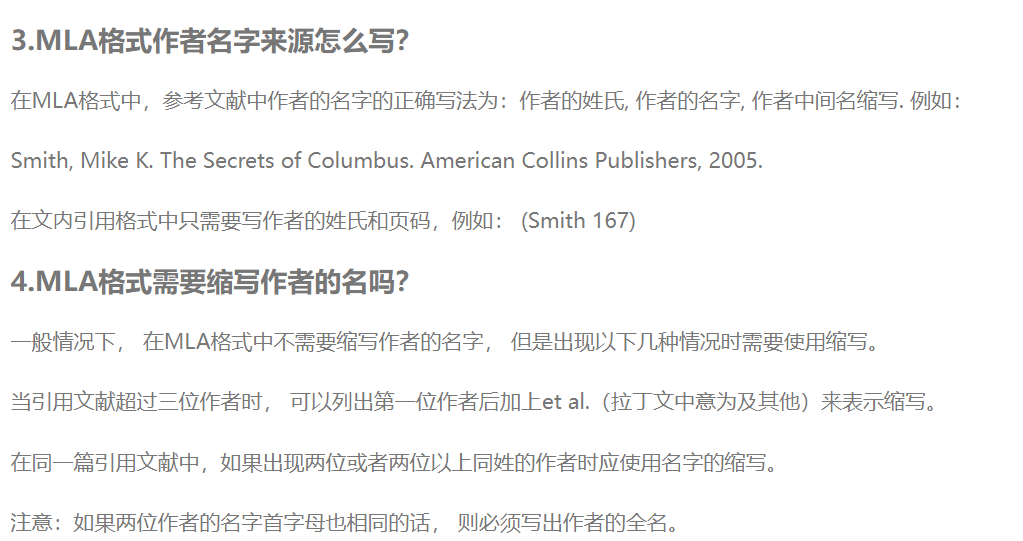 3.MLA格式作者名字来源怎么写？
在MLA格式中，参考文献中作者的名字的正确写法为：作者的姓氏, 作者的名字, 作者中间名缩写. 例如：
Smith, Mike K. The Secrets of Columbus. American Collins Publishers, 2005.
在文内引用格式中只需要写作者的姓氏和页码，例如： (Smith 167)
4.MLA格式需要缩写作者的名吗？
一般情况下， 在MLA格式中不需要缩写作者的名字， 但是出现以下几种情况时需要使用缩写。
当引用文献超过三位作者时， 可以列出第一位作者后加上et al.（拉丁文中意为及其他）来表示缩写。
在同一篇引用文献中，如果出现两位或者两位以上同姓的作者时应使用名字的缩写。
注意：如果两位作者的名字首字母也相同的话， 则必须写出作者的全名。